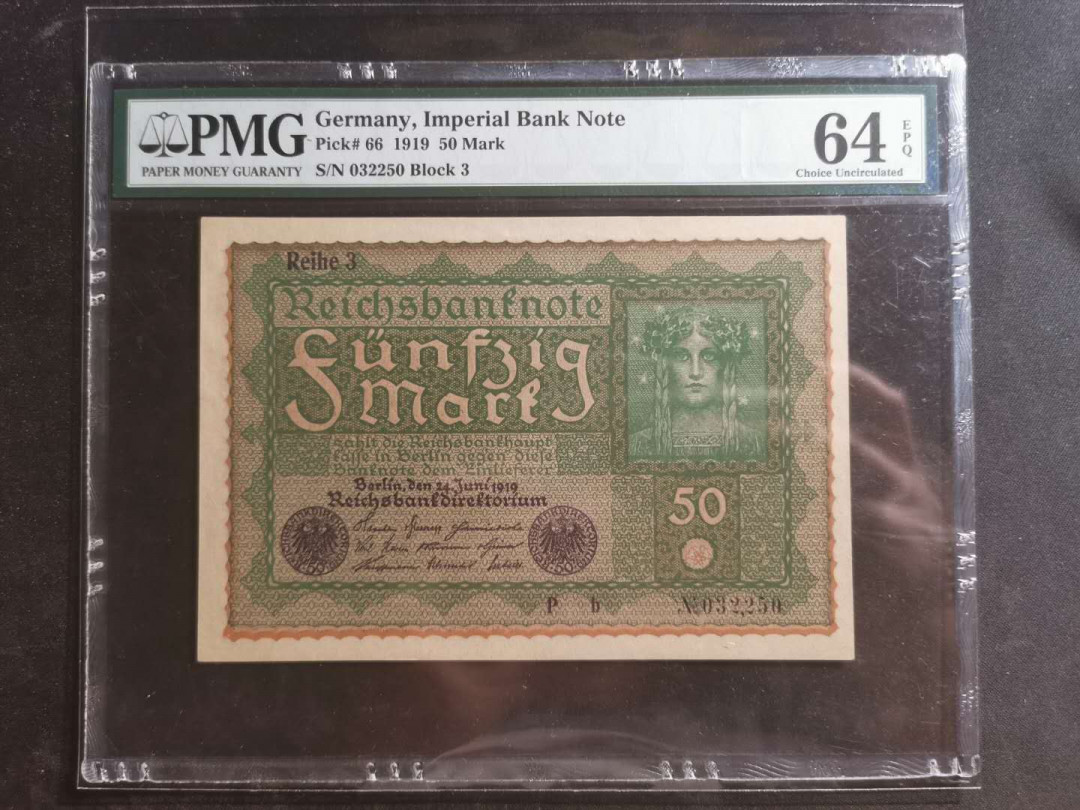 PMG
PAPER MONEY GUARANTY
Germany, Imperial Bank Note
Pick# 66 1919 50 Mark
S/N 032250 Block 3
64
EPQ
Choice Uncirculated
Reihe 3
Reichsbanknote
Fünfzig
Mark
zahlt die Reichsbankhaupt
kasse in Berlin gegen diese
Banknote dem Einlieferer
Berlin, den 24. Juni 1919
Reichsbankdirektorium
50
P b
№032,250